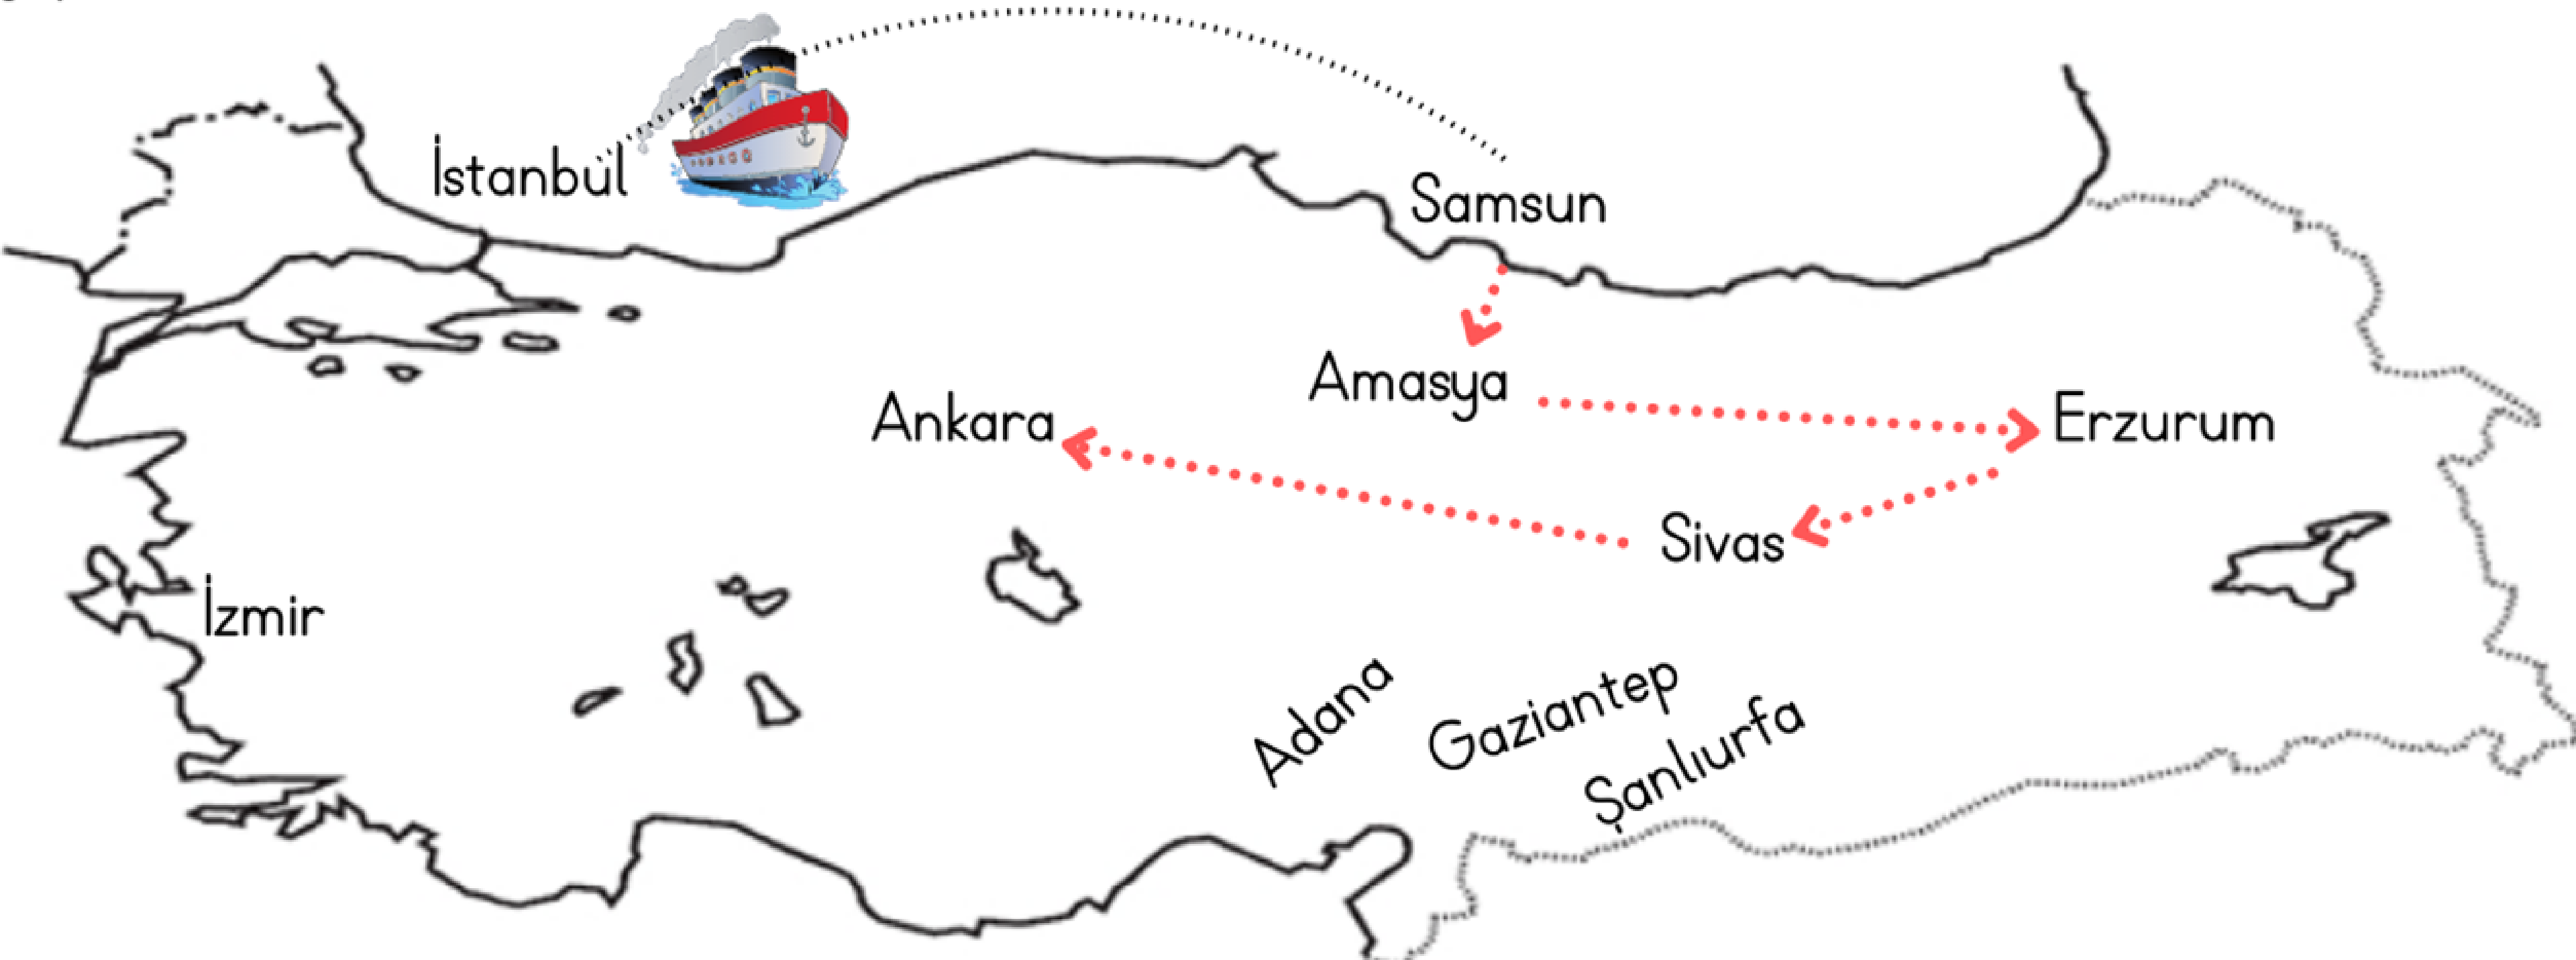 İstanbul
Samsun
Amasya
Ankara
Erzurum
Sivas
İzmir
Adana
Gaziantep
Şanlıurfa